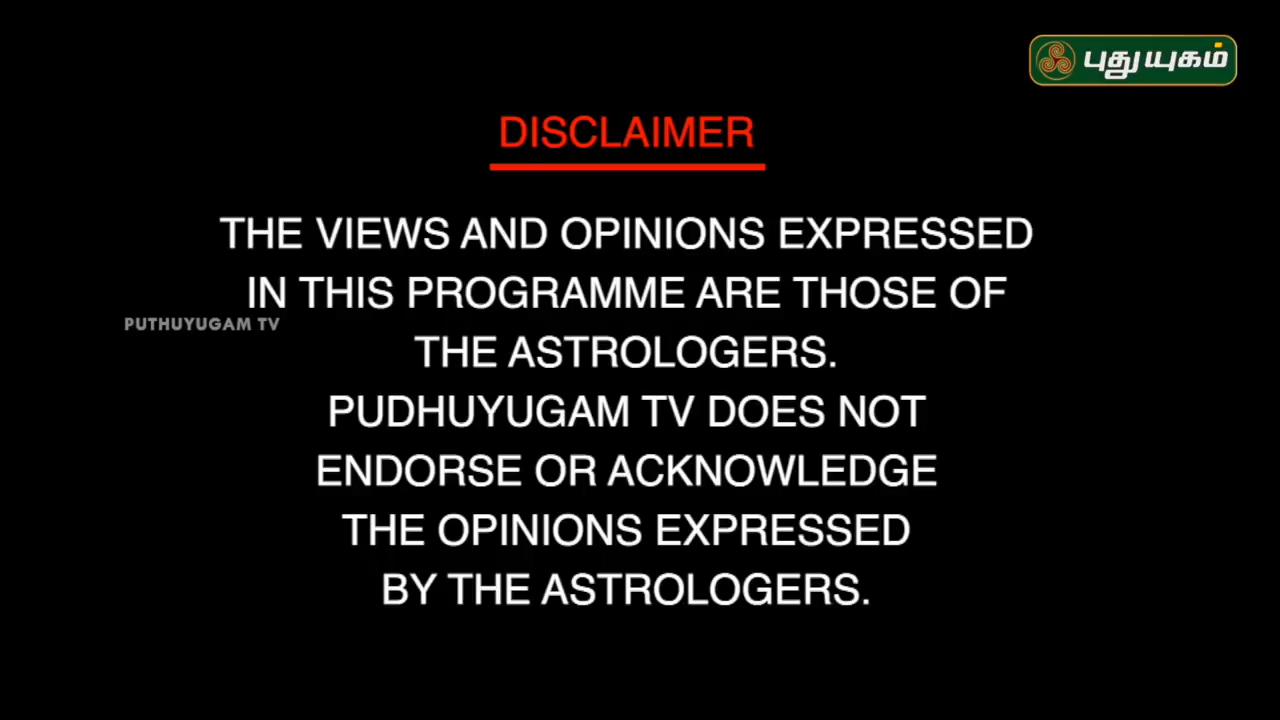 புதுயுகம்
DISCLAIMER
THE VIEWS AND OPINIONS EXPRESSED
IN THIS PROGRAMME ARE THOSE OF
PUTHUYUGAM TV
THE ASTROLOGERS.
PUDHUYUGAM TV DOES NOT
ENDORSE OR ACKNOWLEDGE
THE OPINIONS EXPRESSED
BY THE ASTROLOGERS.